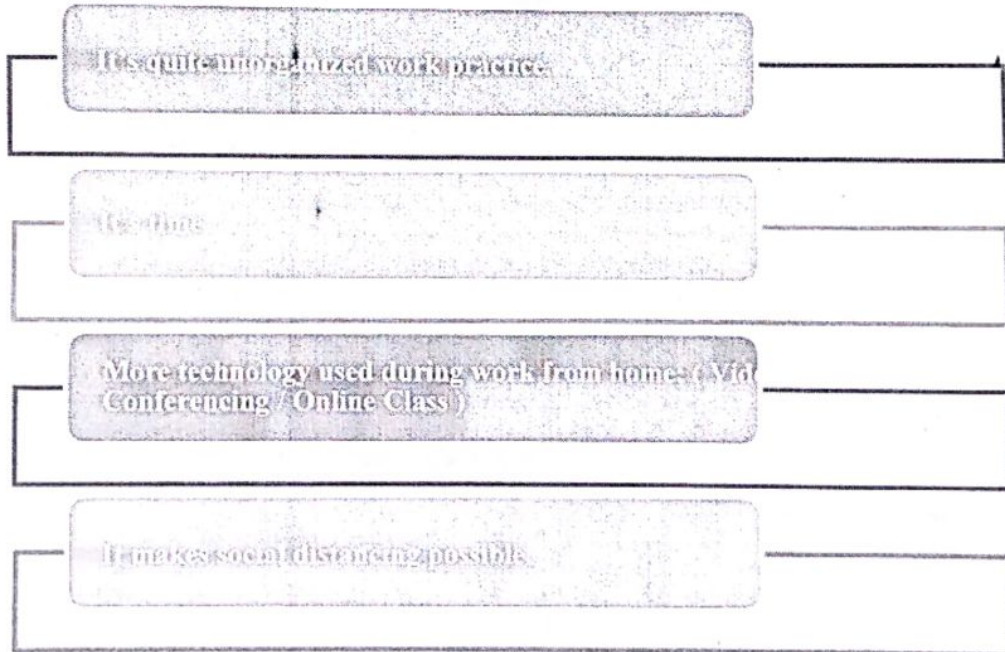 It's quite unorganized work practice.
More technology used during work from home. ( Vid
Conferencing / Online Class )
It makes social distancing possible